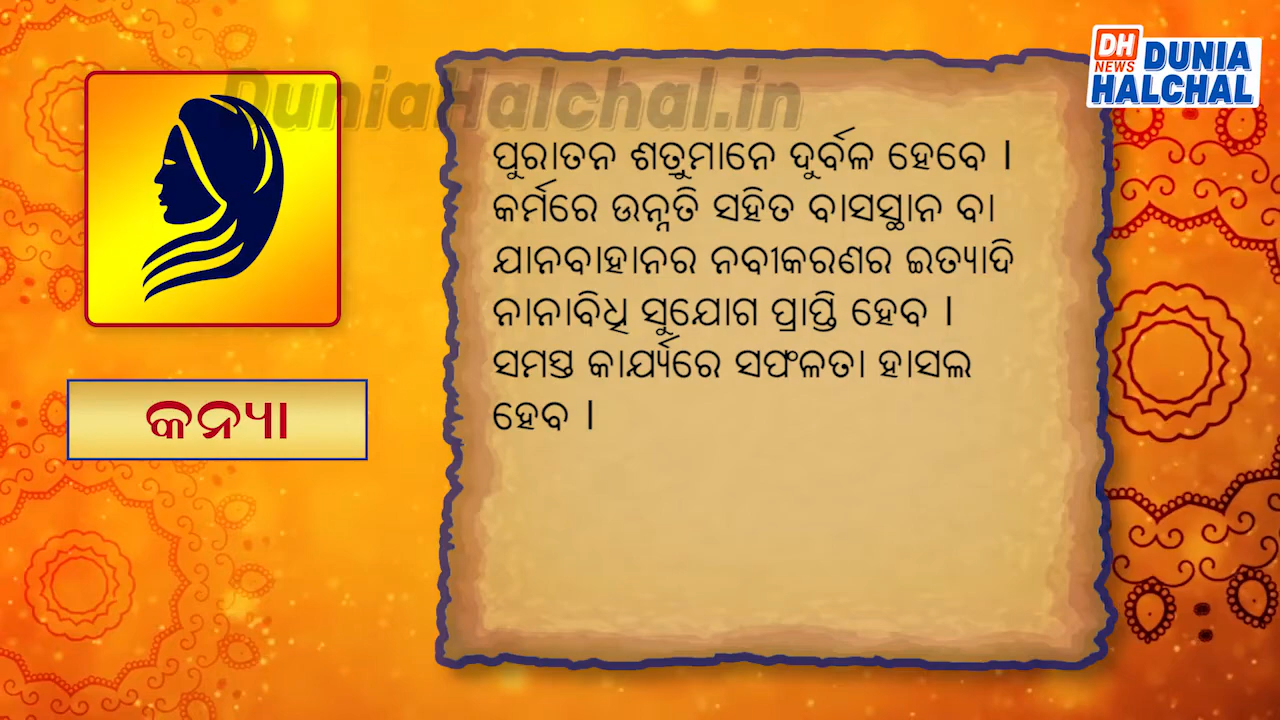 DH
NEWS
DUNIA
HALCHAL
DuniaHalchal.in
ପୁରାତନ ଶତ୍ରୁମାନେ ଦୁର୍ବଳ ହେବେ ।
କର୍ମରେ ଉନ୍ନତି ସହିତ ବାସସ୍ଥାନ ବା
ଯାନବାହାନର ନବୀକରଣର ଇତ୍ୟାଦି
ନାନାବିଧି ସୁଯୋଗ ପ୍ରାପ୍ତି ହେବ ।
ସମସ୍ତ କାର୍ଯ୍ୟରେ ସଫଳତା ହାସଲ
ହେବ ।
କନ୍ୟା